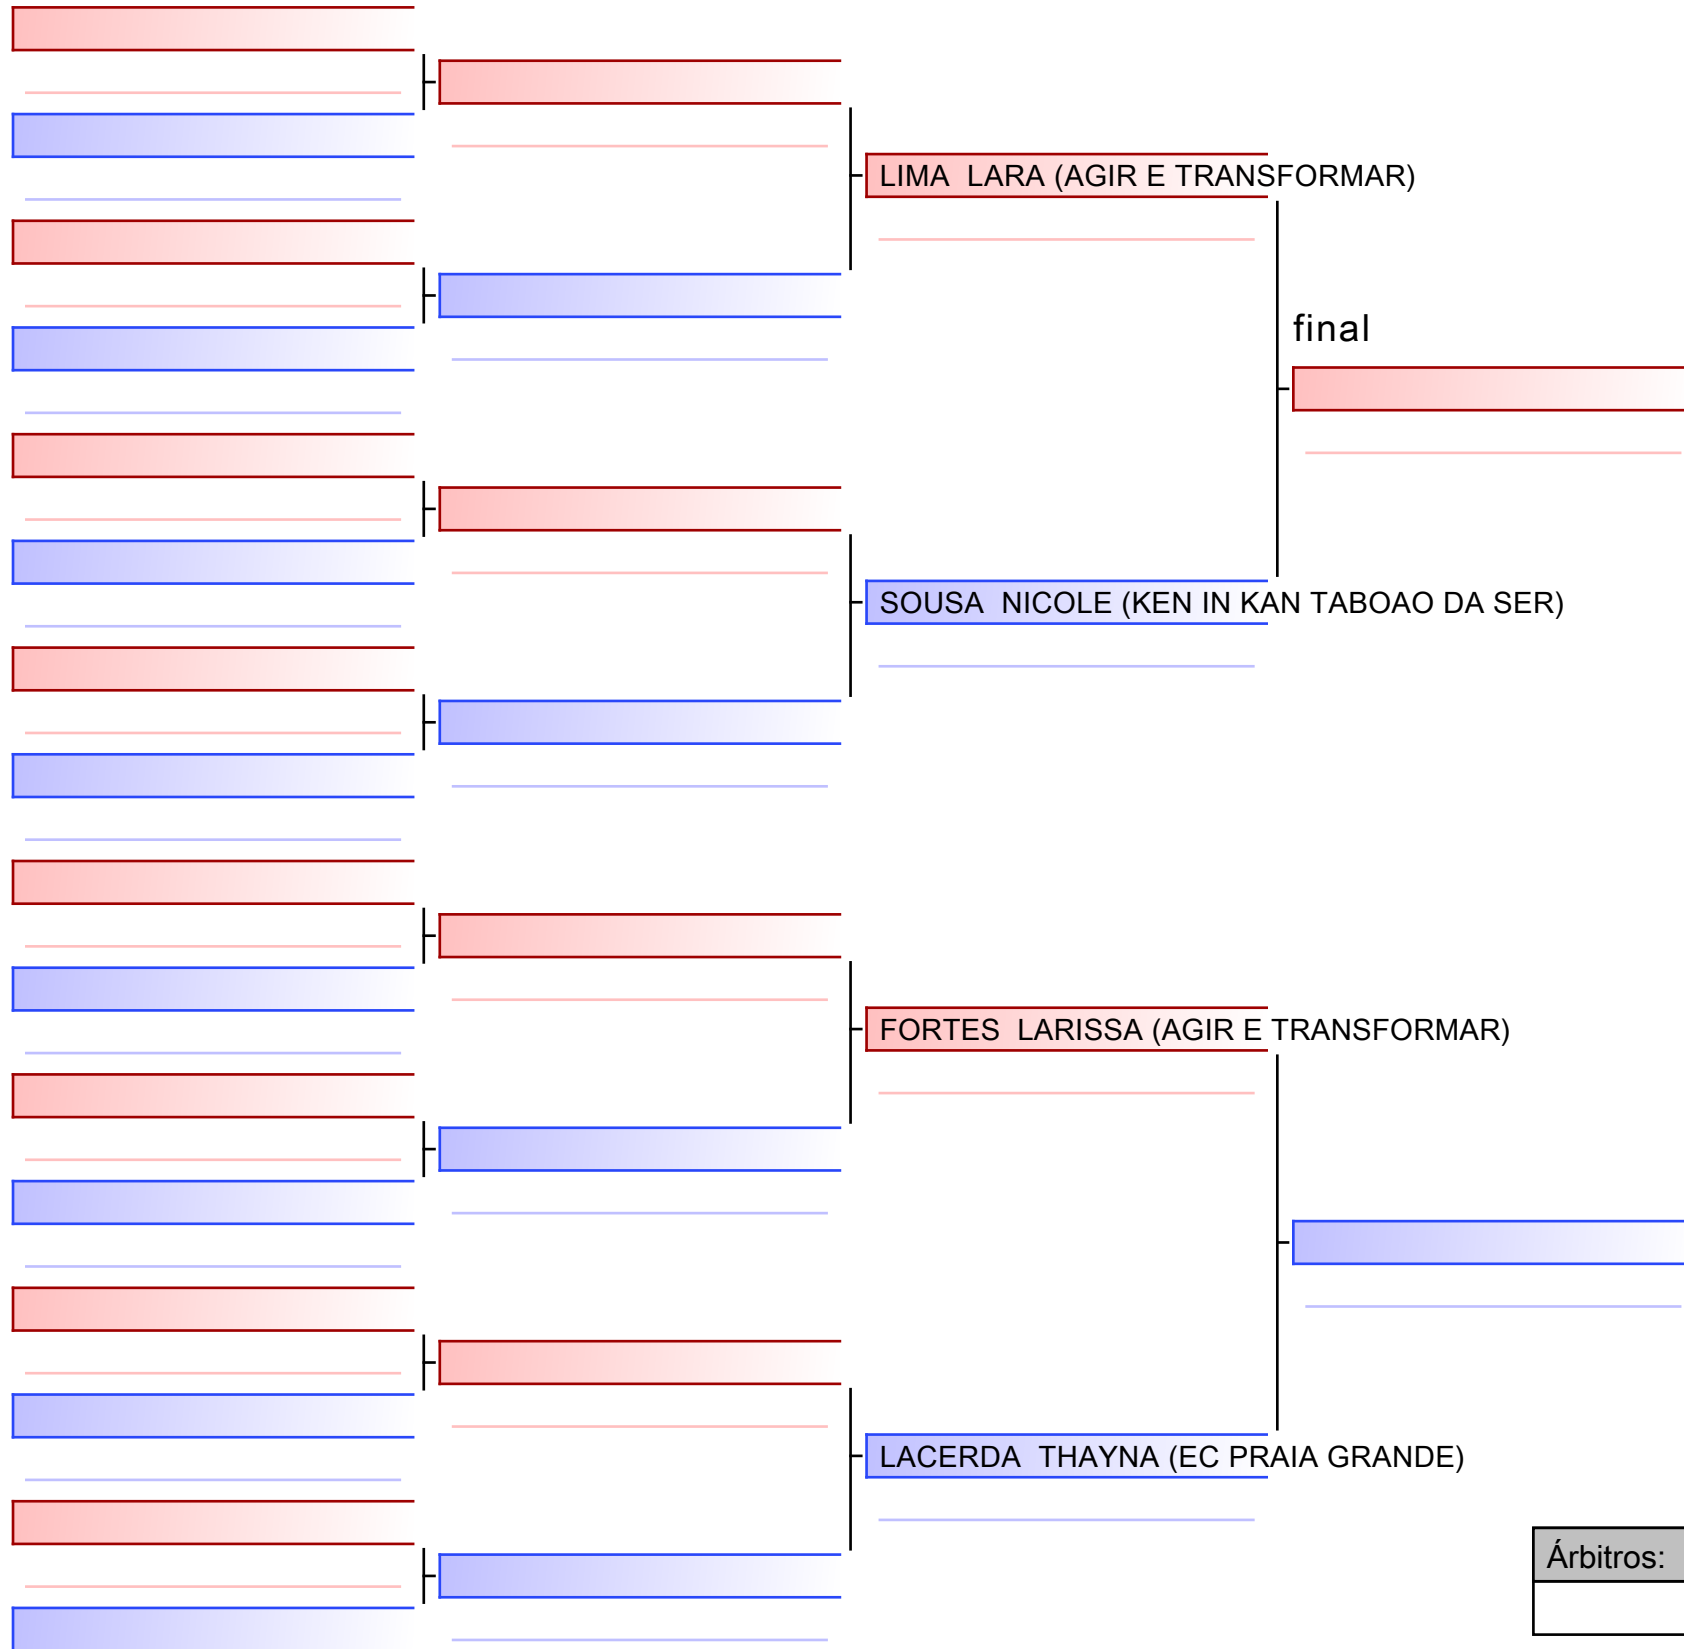 LIMA  LARA (AGIR E TRANSFORMAR)
final
SOUSA  NICOLE (KEN IN KAN TABOAO DA SER)
FORTES  LARISSA (AGIR E TRANSFORMAR)
LACERDA  THAYNA (EC PRAIA GRANDE)
Árbitros: